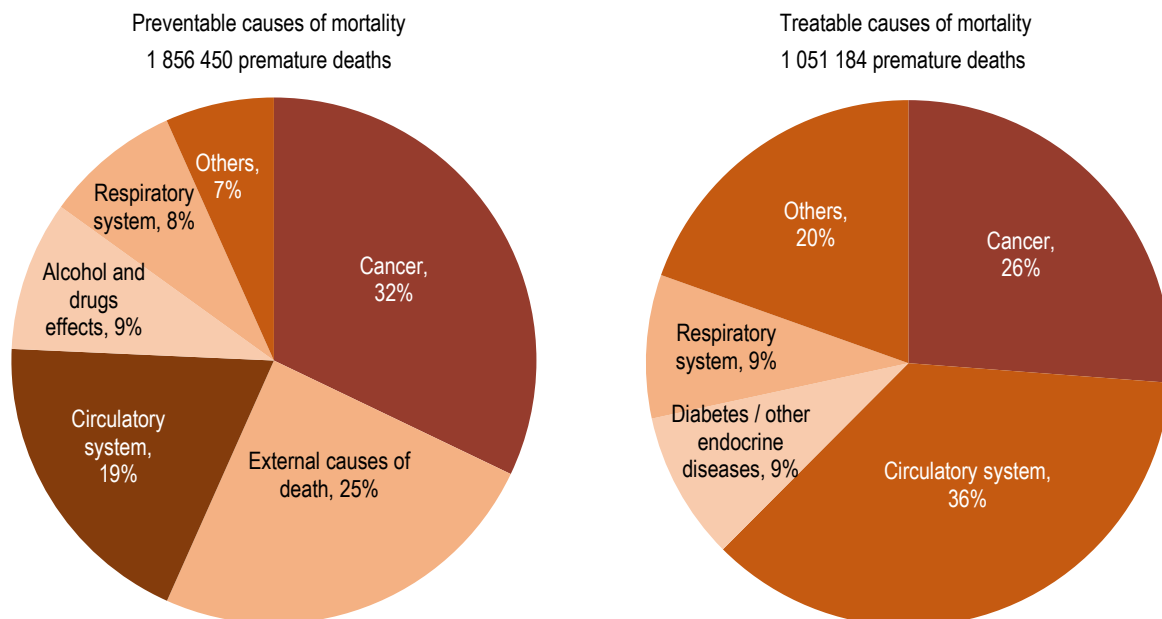 Preventable causes of mortality
1 856 450 premature deaths
Others,
7%
Respiratory
system, 8%
Cancer,
32%
Alcohol and
drugs
effects, 9%
Circulatory
system,
19%
External causes of
death, 25%
Treatable causes of mortality
1 051 184 premature deaths
Others,
20%
Cancer,
26%
Respiratory
system, 9%
Diabetes / other
endocrine
diseases, 9%
Circulatory system,
36%